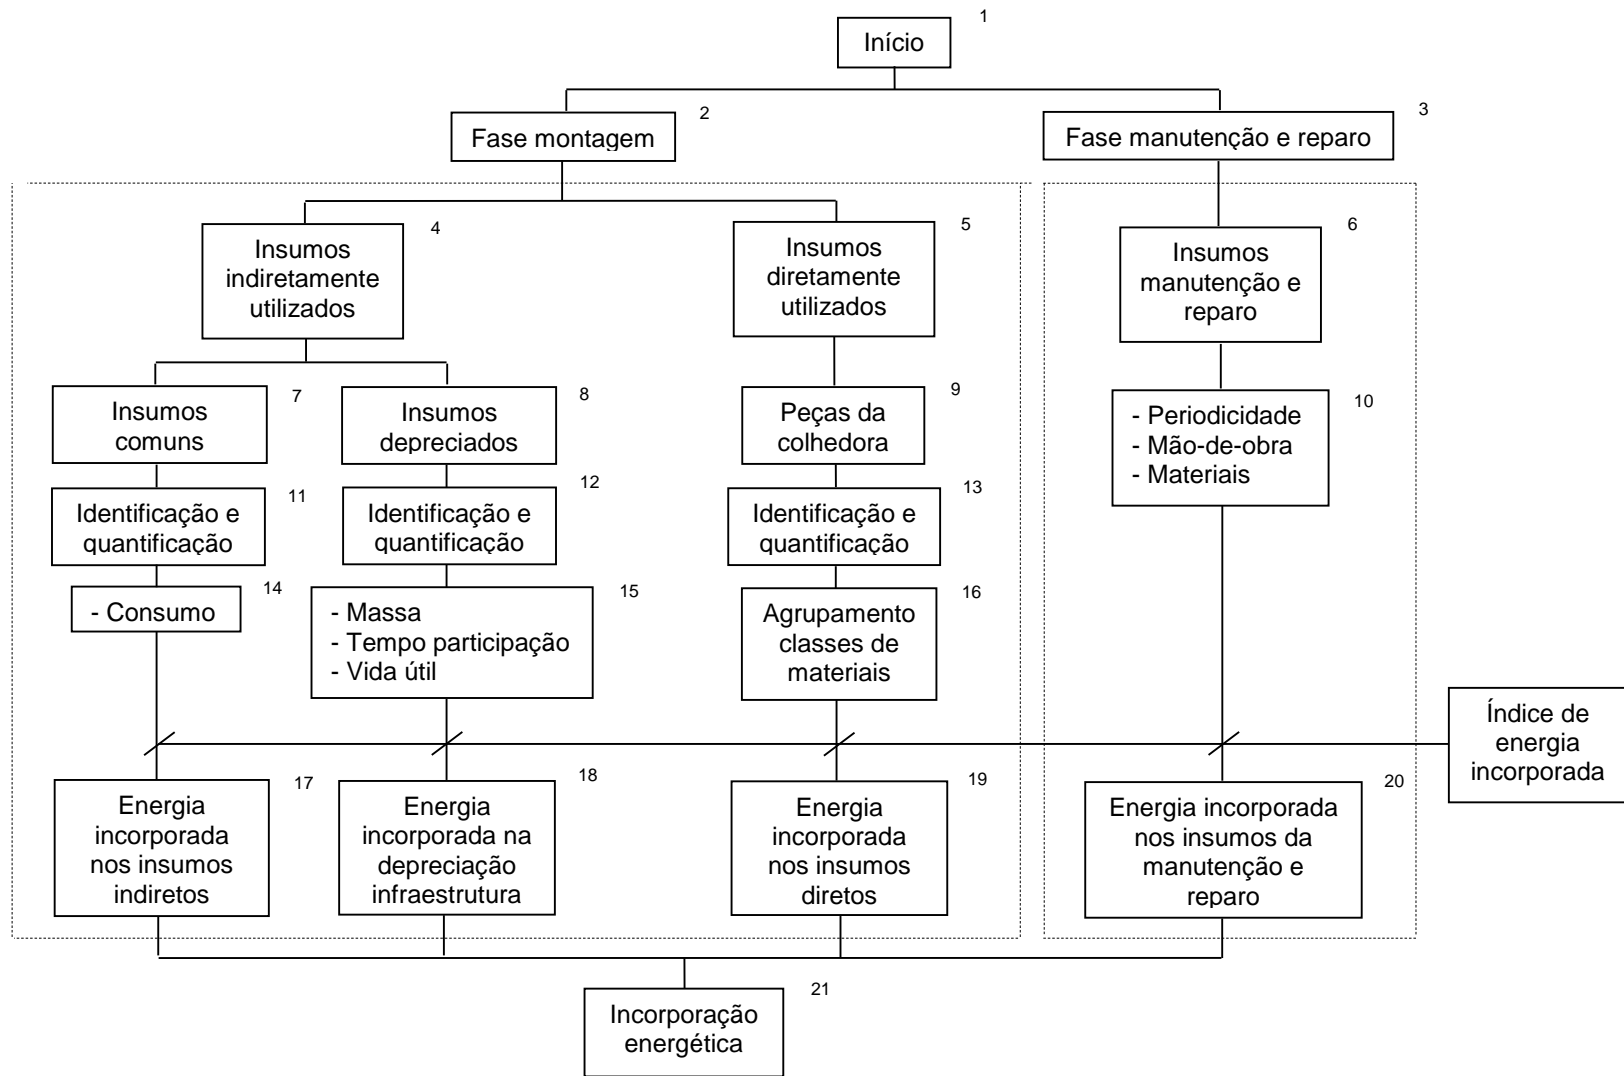 1
Início
2
Fase montagem
3
Fase manutenção e reparo
4
Insumos
indiretamente
utilizados
5
Insumos
diretamente
utilizados
6
Insumos
manutenção e
reparo
7
Insumos
comuns
8
Insumos
depreciados
9
Peças da
colhedora
10
- Periodicidade
- Mão-de-obra
- Materiais
11
Identificação e
quantificação
12
Identificação e
quantificação
13
Identificação e
quantificação
14
- Consumo
15
- Massa
- Tempo participação
- Vida útil
16
Agrupamento
classes de
materiais
Índice de
energia
incorporada
17
Energia
incorporada
nos insumos
indiretos
18
Energia
incorporada na
depreciação
infraestrutura
19
Energia
incorporada
nos insumos
diretos
20
Energia incorporada
nos insumos da
manutenção e
reparo
21
Incorporação
energética